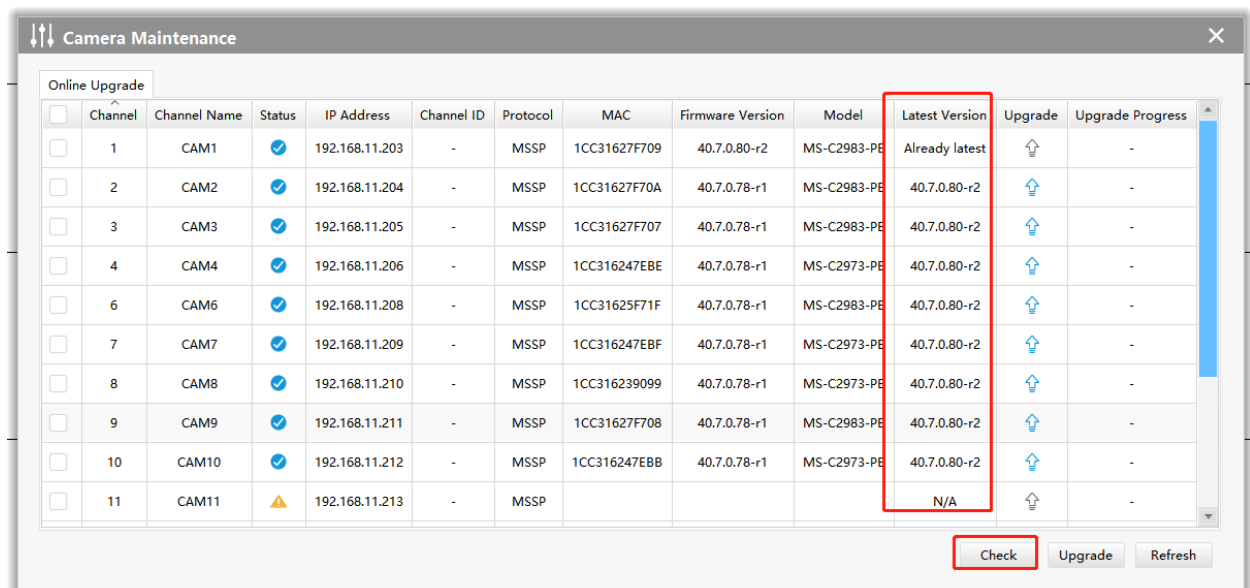 Camera Maintenance
Online Upgrade
Channel Channel Name Status IP Address Channel ID Protocol MAC Firmware Version Model Latest Version Upgrade Upgrade Progress
1 CAM1 192.168.11.203 - MSSP 1CC31627F709 40.7.0.80-r2 MS-C2983-PE Already latest -
2 CAM2 192.168.11.204 - MSSP 1CC31627F70A 40.7.0.78-r1 MS-C2983-PE 40.7.0.80-r2 -
3 CAM3 192.168.11.205 - MSSP 1CC31627F707 40.7.0.78-r1 MS-C2983-PE 40.7.0.80-r2 -
4 CAM4 192.168.11.206 - MSSP 1CC316247EBE 40.7.0.78-r1 MS-C2973-PE 40.7.0.80-r2 -
6 CAM6 192.168.11.208 - MSSP 1CC31625F71F 40.7.0.78-r1 MS-C2983-PE 40.7.0.80-r2 -
7 CAM7 192.168.11.209 - MSSP 1CC316247EBF 40.7.0.78-r1 MS-C2973-PE 40.7.0.80-r2 -
8 CAM8 192.168.11.210 - MSSP 1CC316239099 40.7.0.78-r1 MS-C2973-PE 40.7.0.80-r2 -
9 CAM9 192.168.11.211 - MSSP 1CC31627F708 40.7.0.78-r1 MS-C2983-PE 40.7.0.80-r2 -
10 CAM10 192.168.11.212 - MSSP 1CC316247EBB 40.7.0.78-r1 MS-C2973-PE 40.7.0.80-r2 -
11 CAM11 192.168.11.213 - MSSP N/A -
Check Upgrade Refresh